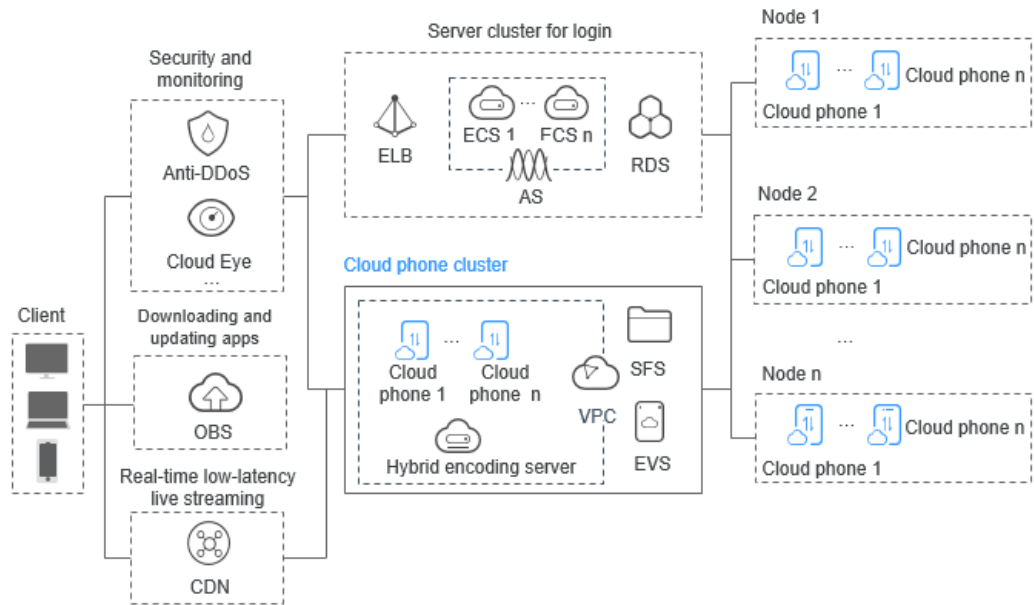 Client
Security and
monitoring
Anti-DDoS
Cloud Eye
...
Downloading and
updating apps
OBS
Real-time low-latency
live streaming
CDN
Server cluster for login
ELB
ECS 1
...
FCS n
AS
RDS
Cloud phone cluster
...
Cloud
phone 1
Cloud
phone n
Hybrid encoding server
VPC
SFS
EVS
Node 1
... Cloud phone n
Cloud phone 1
Node 2
... Cloud phone n
Cloud phone 1
...
Node n
... Cloud phone n
Cloud phone 1